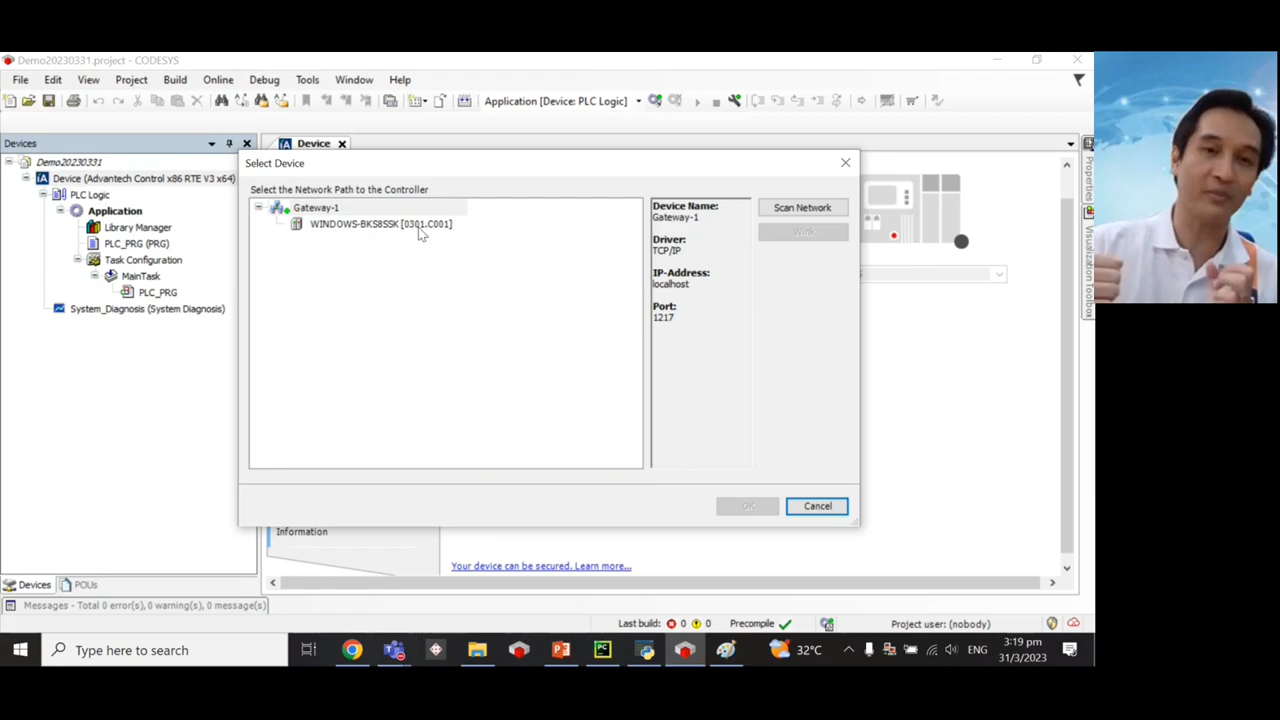 Demo20230331.project - CODESYS
File Edit View Project Build Online Debug Tools Window Help
Application [Device: PLC Logic]
Devices
Device
Demo20230331
Device (Advantech Control x86 RTE V3 x64)
PLC Logic
Application
Library Manager
PLC_PRG (PRG)
Task Configuration
MainTask
PLC_PRG
System_Diagnosis (System Diagnosis)
Select Device
Select the Network Path to the Controller
Gateway-1
WINDOWS-BKS8SSK [0301.C001]
Device Name:
Gateway-1
Driver:
TCP/IP
IP-Address:
localhost
Port:
1217
Scan Network
Wink
OK
Cancel
Properties
Visualization Toolbox
Information
Your device can be secured. Learn more...
Devices POUs
Messages - Total 0 error(s), 0 warning(s), 0 message(s)
Last build: 0 0 Precompile
Project user: (nobody)
Type here to search
32°C
ENG
3:19 pm
31/3/2023